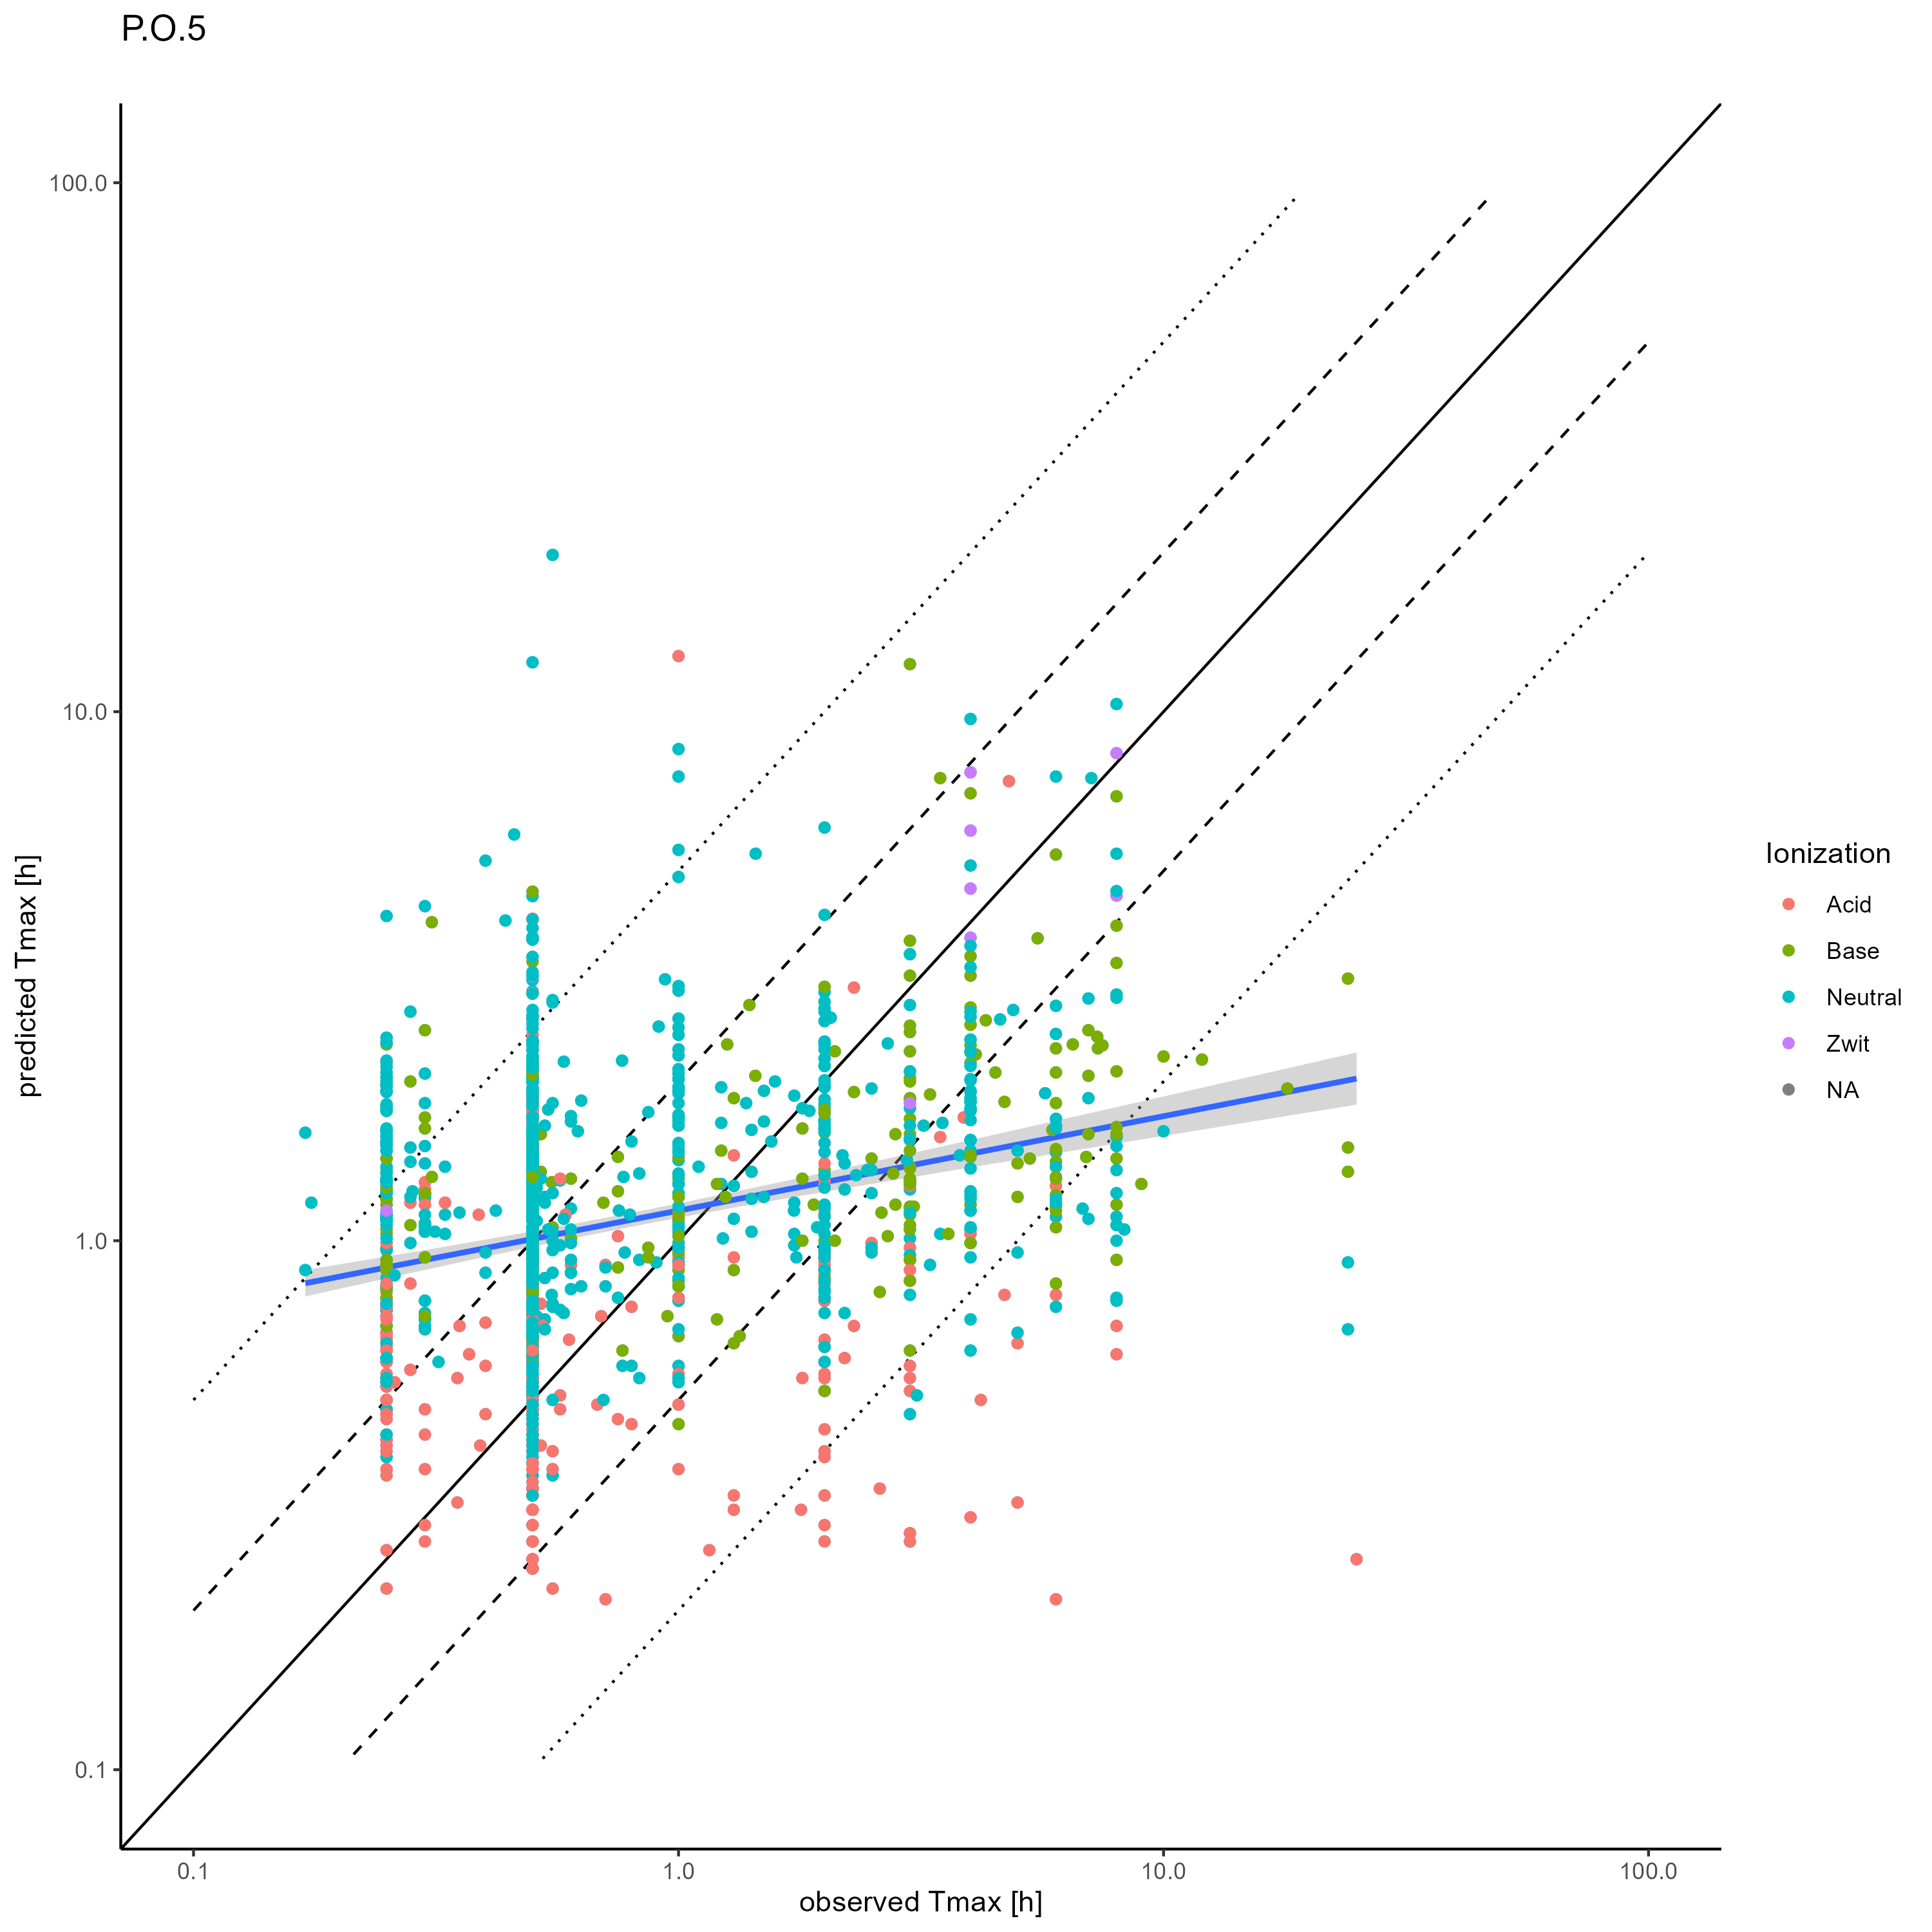 P.O.5
100.0
10.0
1.0
0.1
predicted Tmax [h]
0.1
1.0
10.0
100.0
observed Tmax [h]
Ionization
Acid
Base
Neutral
Zwit
NA